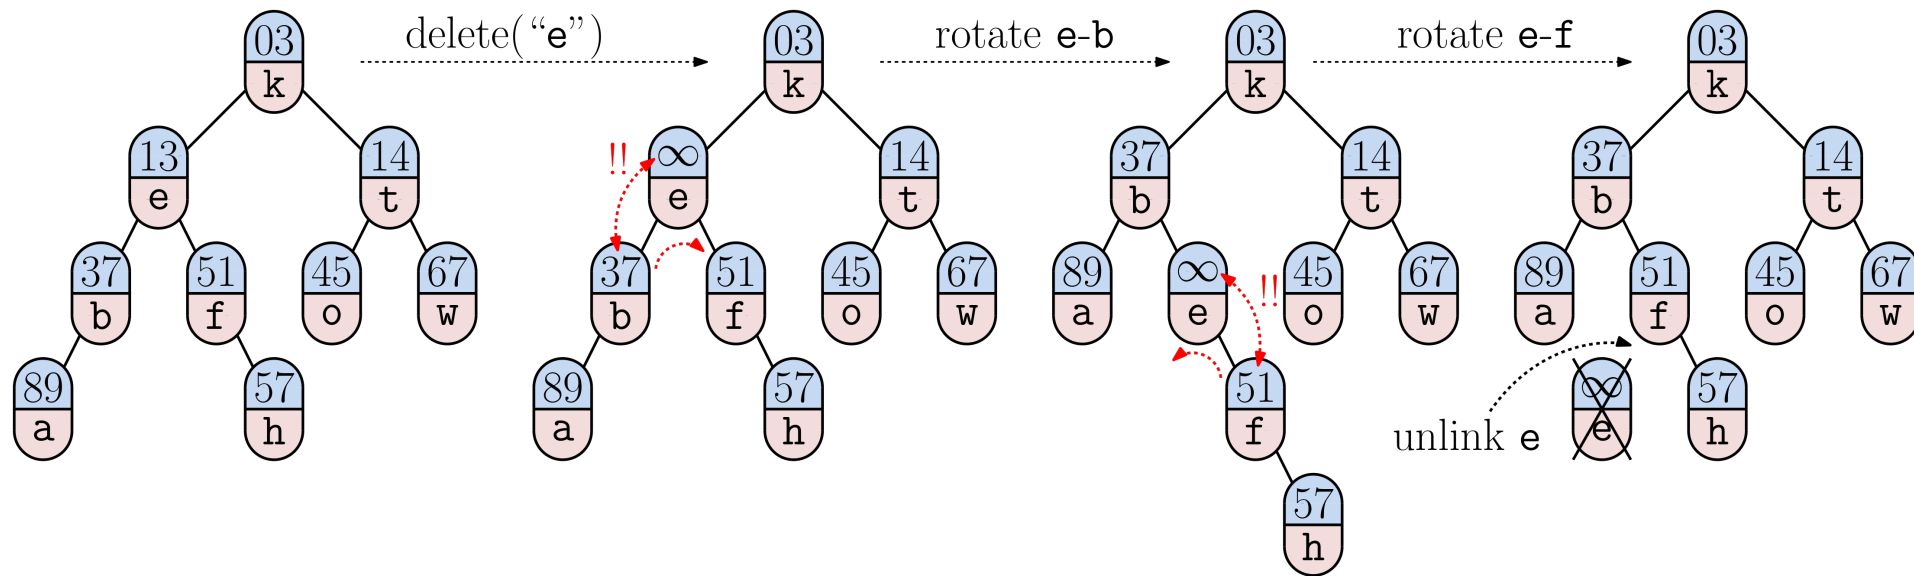 03 delete("e") 03 rotate e-b 03 rotate e-f 03
k k k k
13 14 !! ∞ 14 37 14 37 14
e t e t b t b t
37 51 45 67 37 51 45 67 89 ∞ !! 45 67 89 51 45 67
b f o w b f o w a e o w a f o w
89 57 89 57 51 ∞ 57
a h a h f unlink e e h
57
h